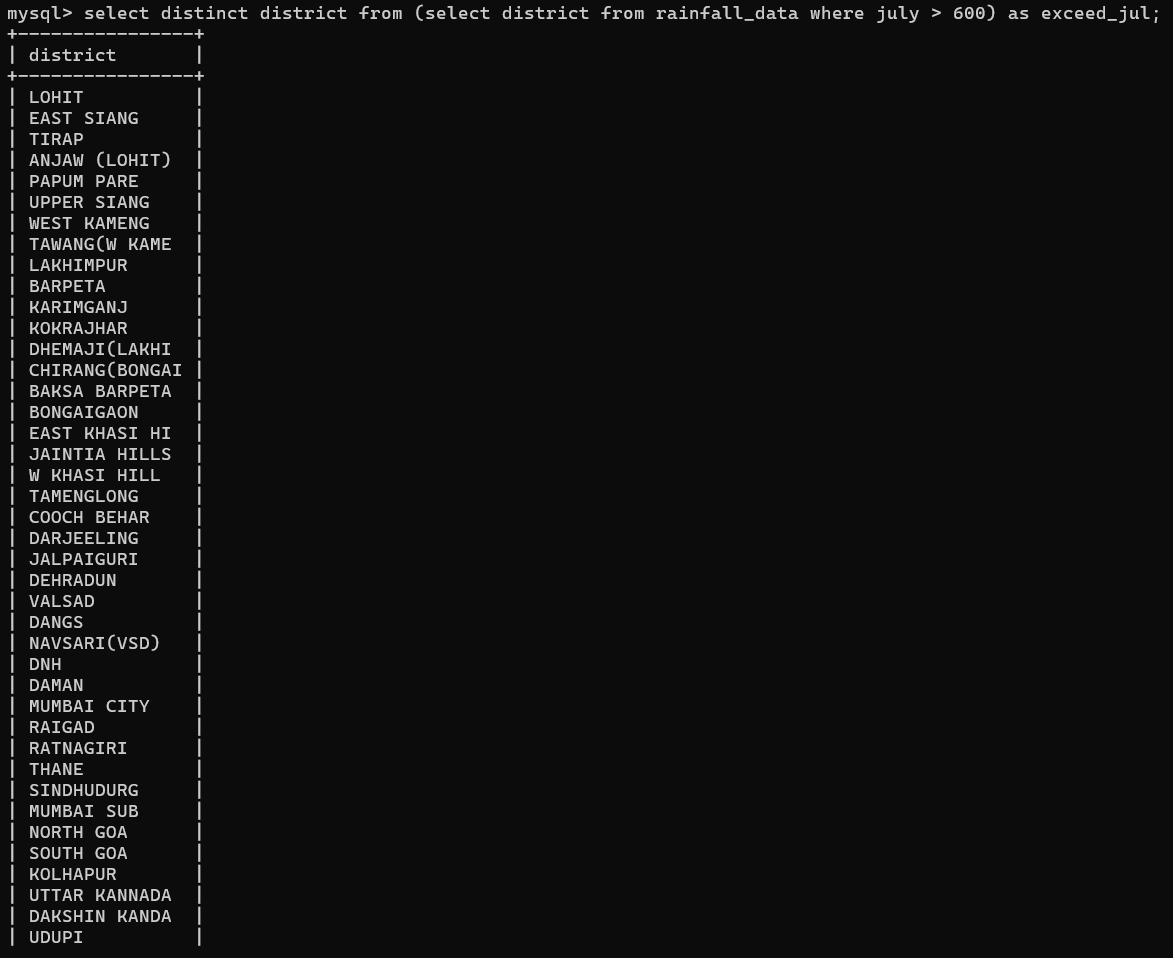 mysql> select distinct district from (select district from rainfall_data where july > 600) as exceed_jul;
+----------------+
| district       |
+----------------+
| LOHIT          |
| EAST SIANG     |
| TIRAP          |
| ANJAW (LOHIT)  |
| PAPUM PARE     |
| UPPER SIANG    |
| WEST KAMENG    |
| TAWANG(W KAME  |
| LAKHIMPUR      |
| BARPETA        |
| KARIMGANJ      |
| KOKRAJHAR      |
| DHEMAJI(LAKHI  |
| CHIRANG(BONGAI |
| BAKSA BARPETA  |
| BONGAIGAON     |
| EAST KHASI HI  |
| JAINTIA HILLS  |
| W KHASI HILL   |
| TAMENGLONG     |
| COOCH BEHAR    |
| DARJEELING     |
| JALPAIGURI     |
| DEHRADUN       |
| VALSAD         |
| DANGS          |
| NAVSARI(VSD)   |
| DNH            |
| DAMAN          |
| MUMBAI CITY    |
| RAIGAD         |
| RATNAGIRI      |
| THANE          |
| SINDHUDURG     |
| MUMBAI SUB     |
| NORTH GOA      |
| SOUTH GOA      |
| KOLHAPUR       |
| UTTAR KANNADA  |
| DAKSHIN KANDA  |
| UDUPI          |